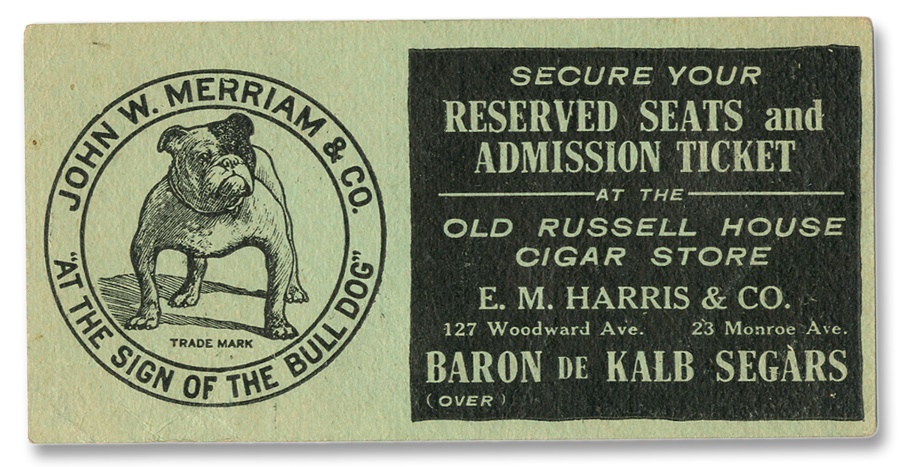 JOHN W. MERRIAM & CO.
"AT THE SIGN OF THE BULL DOG"
TRADE MARK
SECURE YOUR
RESERVED SEATS and
ADMISSION TICKET
AT THE
OLD RUSSELL HOUSE
CIGAR STORE
E. M. HARRIS & CO.
127 Woodward Ave. 23 Monroe Ave.
BARON DE KALB SEGARS
(OVER)